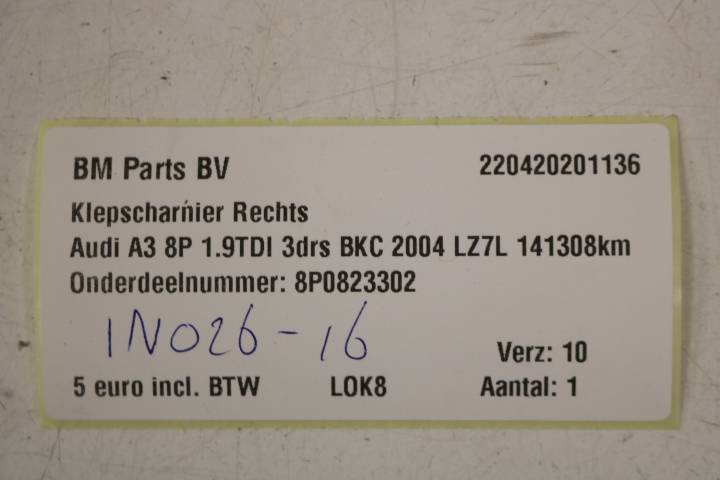 BM Parts BV 220420201136
Klepscharnier Rechts
Audi A3 8P 1.9TDI 3drs BKC 2004 LZ7L 141308km
Onderdeelnummer: 8P0823302
INO26-16
Verz: 10
5 euro incl. BTW LOK8 Aantal: 1